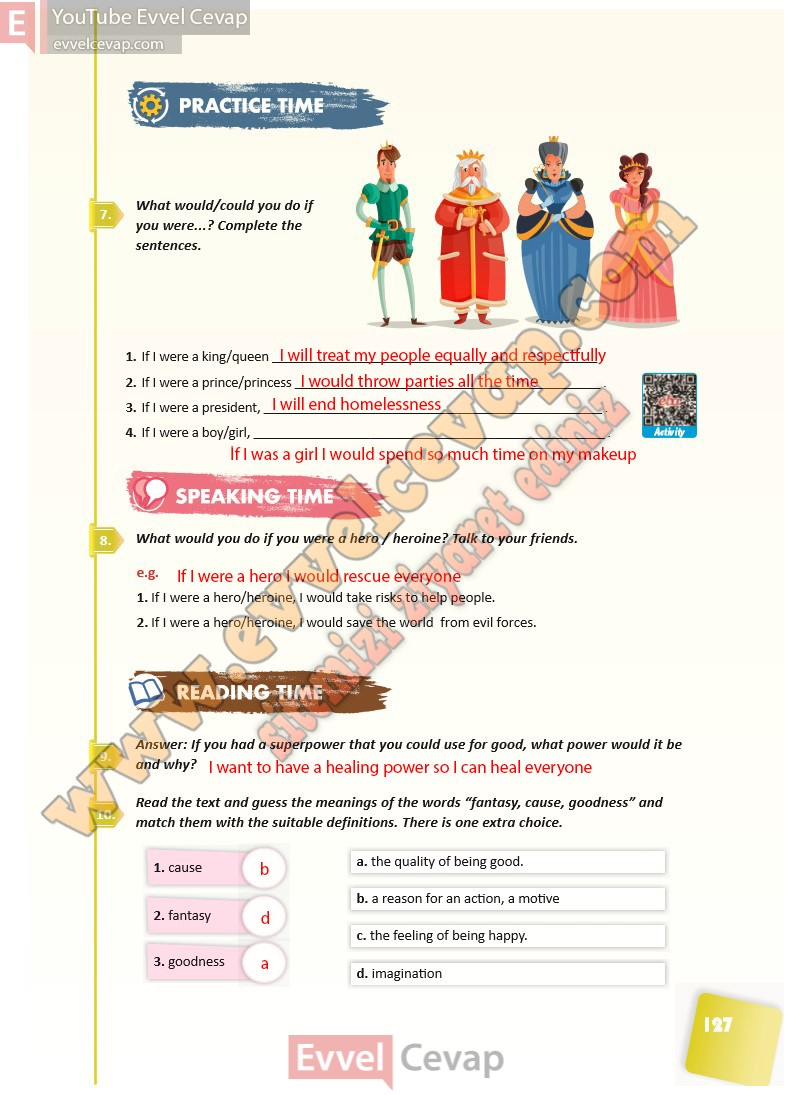 E YouTube Evvel Cevap
evvelcevap.com
PRACTICE TIME
7. What would/could you do if
you were...? Complete the
sentences.
1. If I were a king/queen I will treat my people equally and respectfully
2. If I were a prince/princess I would throw parties all the time.
3. If I were a president, I will end homelessness.
4. If I were a boy/girl,
If I was a girl I would spend so much time on my makeup
ebn
Activity
SPEAKING TIME
8. What would you do if you were a hero / heroine? Talk to your friends.
e.g. If I were a hero I would rescue everyone
1. If I were a hero/heroine, I would take risks to help people.
2. If I were a hero/heroine, I would save the world from evil forces.
READING TIME
9. Answer: If you had a superpower that you could use for good, what power would it be
and why? I want to have a healing power so I can heal everyone
10. Read the text and guess the meanings of the words “fantasy, cause, goodness” and
match them with the suitable definitions. There is one extra choice.
1. cause b
2. fantasy d
3. goodness a
a. the quality of being good.
b. a reason for an action, a motive
c. the feeling of being happy.
d. imagination
127
www.evvelcevap.com
sitemizi ziyaret ediniz
Evvel Cevap